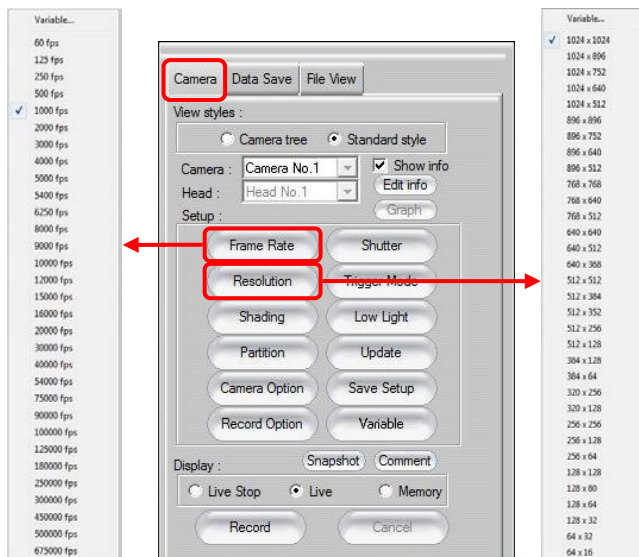 Variable...
60 fps
125 fps
250 fps
500 fps
1000 fps
2000 fps
3000 fps
4000 fps
5000 fps
5400 fps
6250 fps
8000 fps
9000 fps
10000 fps
12000 fps
15000 fps
16000 fps
20000 fps
30000 fps
40000 fps
54000 fps
75000 fps
90000 fps
100000 fps
125000 fps
180000 fps
250000 fps
300000 fps
450000 fps
500000 fps
675000 fps
Camera Data Save File View
View styles :
Camera tree Standard style
Camera : Camera No.1 Show info
Head : Head No.1 Edit info
Setup : Graph
Frame Rate Shutter
Resolution Trigger Mode
Shading Low Light
Partition Update
Camera Option Save Setup
Record Option Variable
Display : Snapshot Comment
Live Stop Live Memory
Record Cancel
Variable...
1024 x 1024
1024 x 896
1024 x 752
1024 x 640
1024 x 512
896 x 896
896 x 752
896 x 640
896 x 512
768 x 768
768 x 640
768 x 512
640 x 640
640 x 512
640 x 368
512 x 512
512 x 384
512 x 352
512 x 256
512 x 128
384 x 128
384 x 64
320 x 256
320 x 128
256 x 256
256 x 128
256 x 64
128 x 128
128 x 80
128 x 64
128 x 32
64 x 32
64 x 16